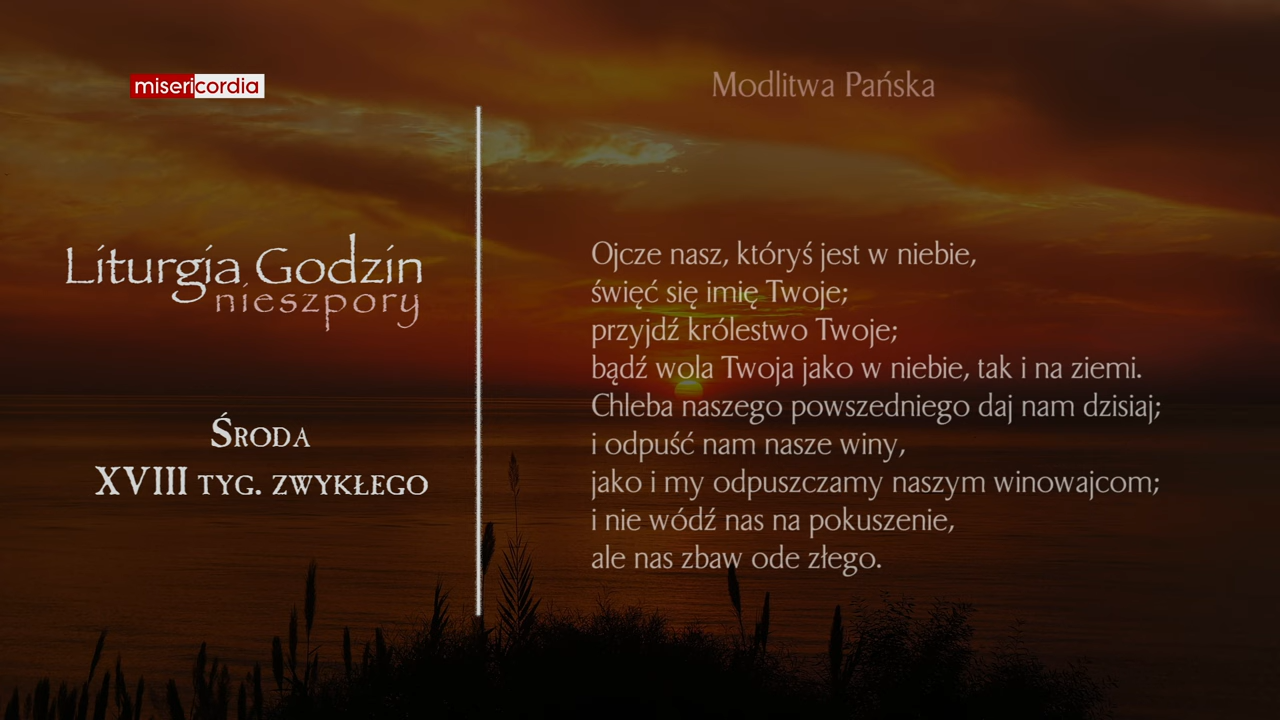 misericordia
Liturgia Godzin
nieszpory
Środa
XVIII tyg. zwykłego
Modlitwa Pańska
Ojcze nasz, któryś jest w niebie,
święć się imię Twoje;
przyjdź królestwo Twoje;
bądź wola Twoja jako w niebie, tak i na ziemi.
Chleba naszego powszedniego daj nam dzisiaj;
i odpuść nam nasze winy,
jako i my odpuszczamy naszym winowajcom;
i nie wódź nas na pokuszenie,
ale nas zbaw ode złego.